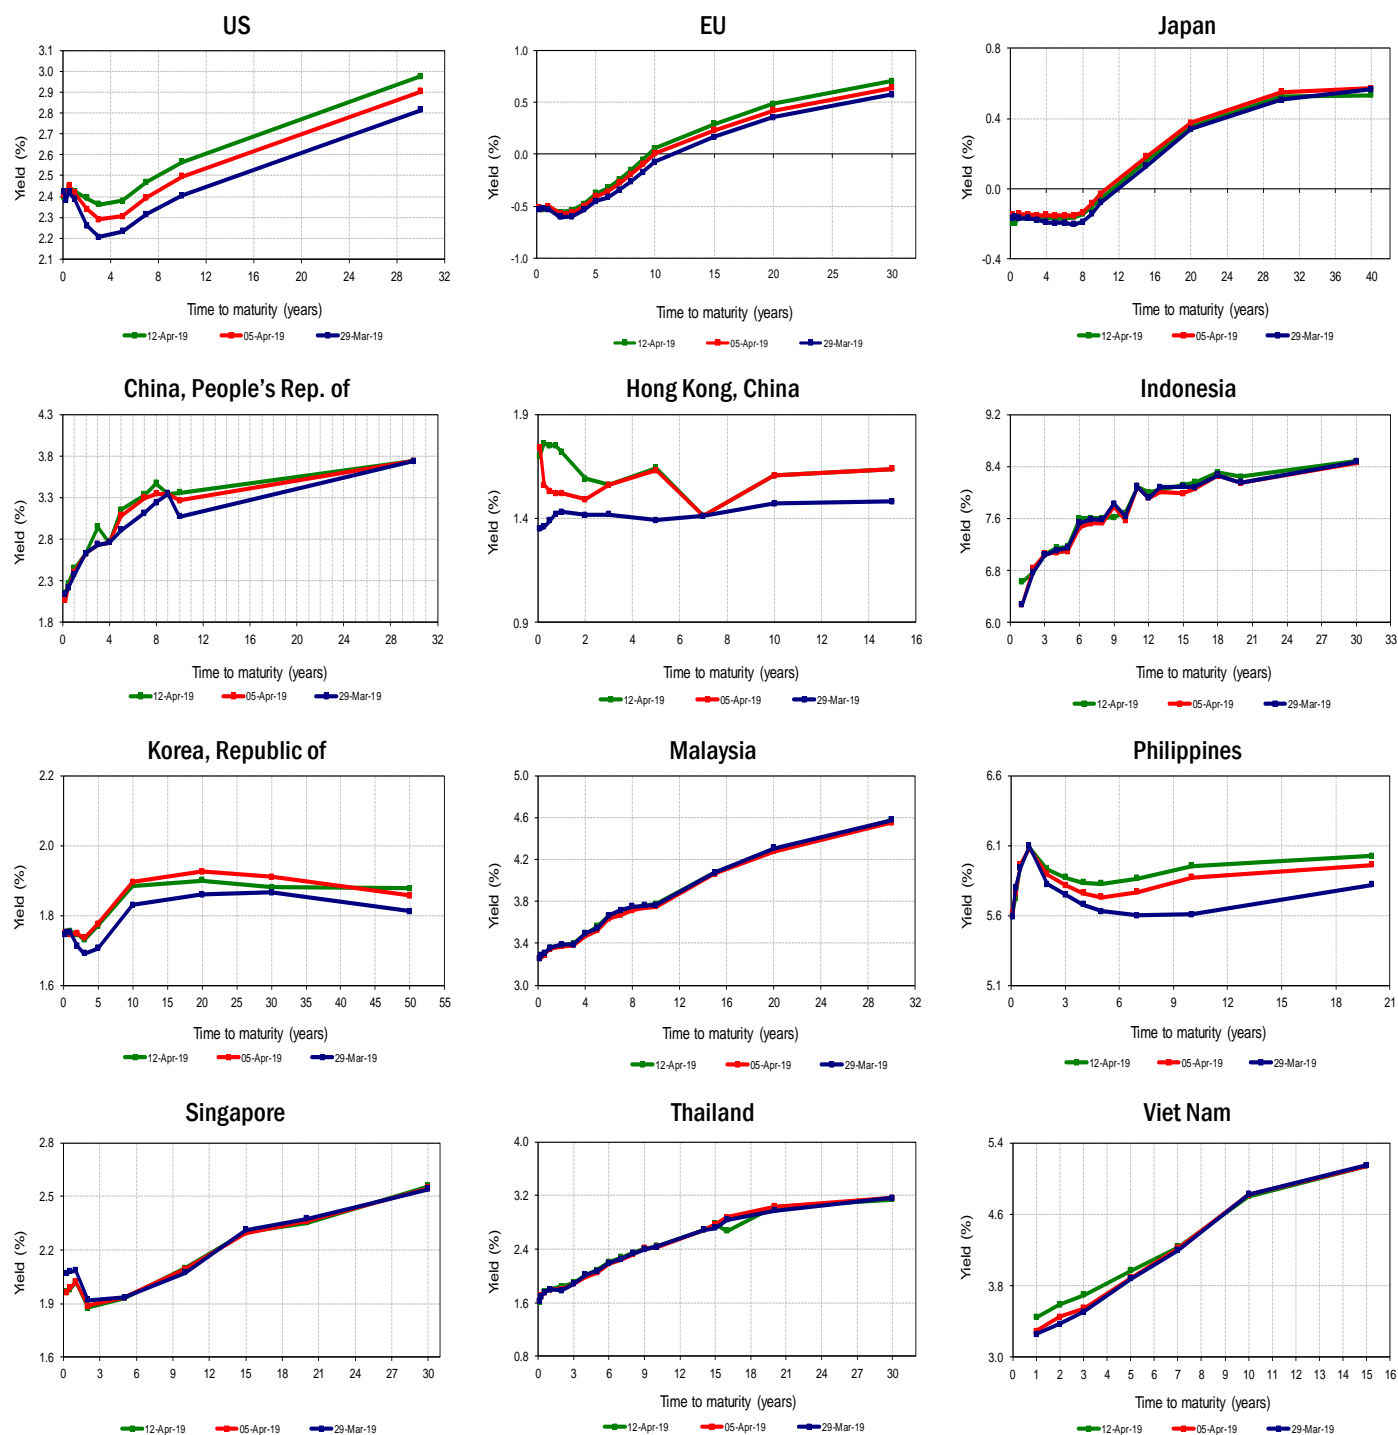 US
EU
Japan
Yield (%)
3.1
3.0
2.9
2.8
2.7
2.6
2.5
2.4
2.3
2.2
2.1
0 4 8 12 16 20 24 28 32
Time to maturity (years)
12-Apr-19 05-Apr-19 29-Mar-19
Yield (%)
1.0
0.5
0.0
-0.5
-1.0
0 5 10 15 20 25 30
Time to maturity (years)
12-Apr-19 05-Apr-19 29-Mar-19
Yield (%)
0.8
0.4
0.0
-0.4
0 4 8 12 16 20 24 28 32 36 40
Time to maturity (years)
12-Apr-19 05-Apr-19 29-Mar-19
China, People's Rep. of
Hong Kong, China
Indonesia
Yield (%)
4.3
3.8
3.3
2.8
2.3
1.8
0 4 8 12 16 20 24 28 32
Time to maturity (years)
12-Apr-19 05-Apr-19 29-Mar-19
Yield (%)
1.9
1.4
0.9
0 2 4 6 8 10 12 14 16
Time to maturity (years)
12-Apr-19 05-Apr-19 29-Mar-19
Yield (%)
9.2
8.4
7.6
6.8
6.0
0 3 6 9 12 15 18 21 24 27 30 33
Time to maturity (years)
12-Apr-19 05-Apr-19 29-Mar-19
Korea, Republic of
Malaysia
Philippines
Yield (%)
2.2
2.0
1.8
1.6
0 5 10 15 20 25 30 35 40 45 50 55
Time to maturity (years)
12-Apr-19 05-Apr-19 29-Mar-19
Yield (%)
5.0
4.6
4.2
3.8
3.4
3.0
0 4 8 12 16 20 24 28 32
Time to maturity (years)
12-Apr-19 05-Apr-19 29-Mar-19
Yield (%)
6.6
6.1
5.6
5.1
0 3 6 9 12 15 18 21
Time to maturity (years)
12-Apr-19 05-Apr-19 29-Mar-19
Singapore
Thailand
Viet Nam
Yield (%)
2.8
2.5
2.2
1.9
1.6
0 3 6 9 12 15 18 21 24 27 30
Time to maturity (years)
12-Apr-19 05-Apr-19 29-Mar-19
Yield (%)
4.0
3.2
2.4
1.6
0.8
0 3 6 9 12 15 18 21 24 27 30
Time to maturity (years)
12-Apr-19 05-Apr-19 29-Mar-19
Yield (%)
5.4
4.6
3.8
3.0
0 1 2 3 4 5 6 7 8 9 10 11 12 13 14 15 16
Time to maturity (years)
12-Apr-19 05-Apr-19 29-Mar-19